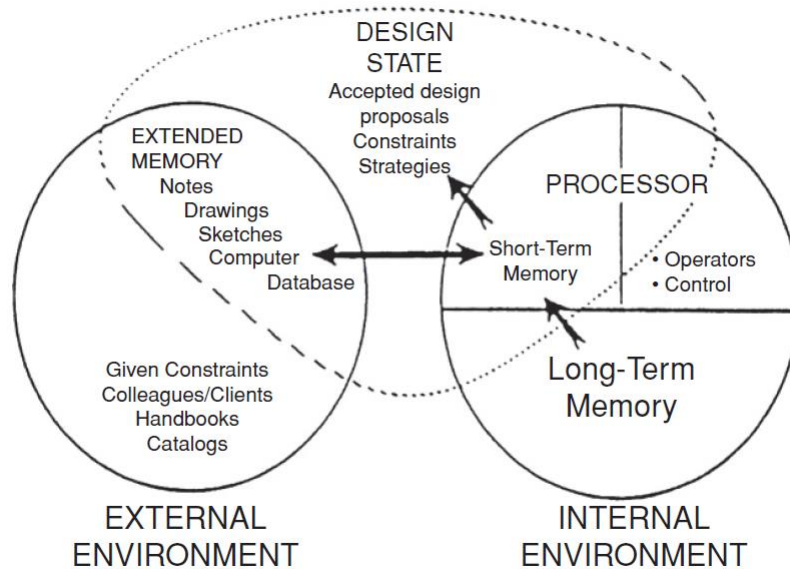 DESIGN
STATE
Accepted design
proposals
Constraints
Strategies
EXTENDED
MEMORY
Notes
Drawings
Sketches
Computer
Database
Given Constraints
Colleagues/Clients
Handbooks
Catalogs
PROCESSOR
Short-Term
Memory
• Operators
• Control
Long-Term
Memory
EXTERNAL
ENVIRONMENT
INTERNAL
ENVIRONMENT